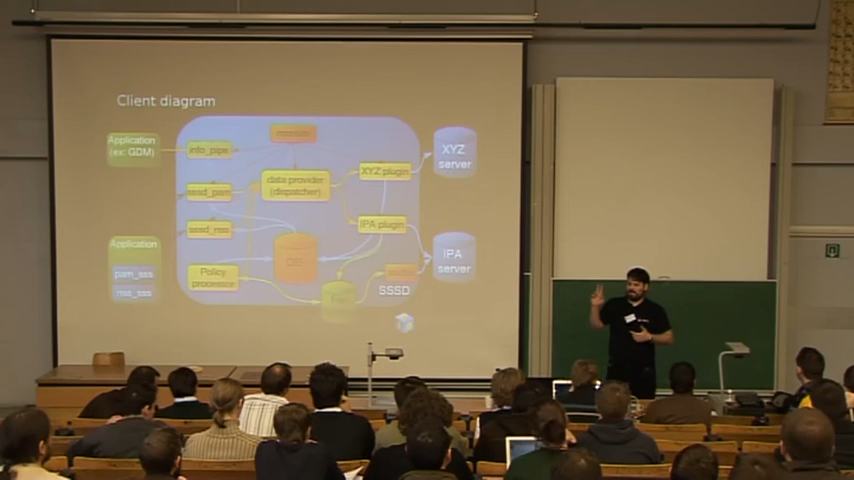 Client diagram
Application
(ex: GDM)
info_pipe
XYZ
server
XYZ plugin
data provider
(dispatcher)
sssd_pam
sssd_nss
IPA plugin
Application
pam_sss
nss_sss
Policy
processor
IPA
server
SSSD